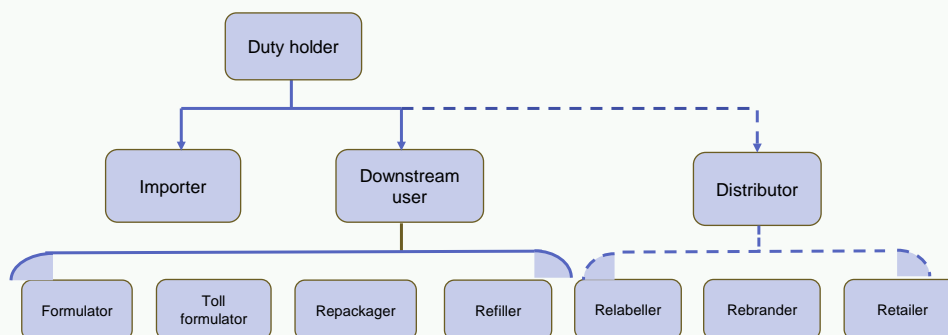 Duty holder
Importer
Downstream
user
Distributor
Formulator
Toll
formulator
Repackager
Refiller
Relabeller
Rebrander
Retailer